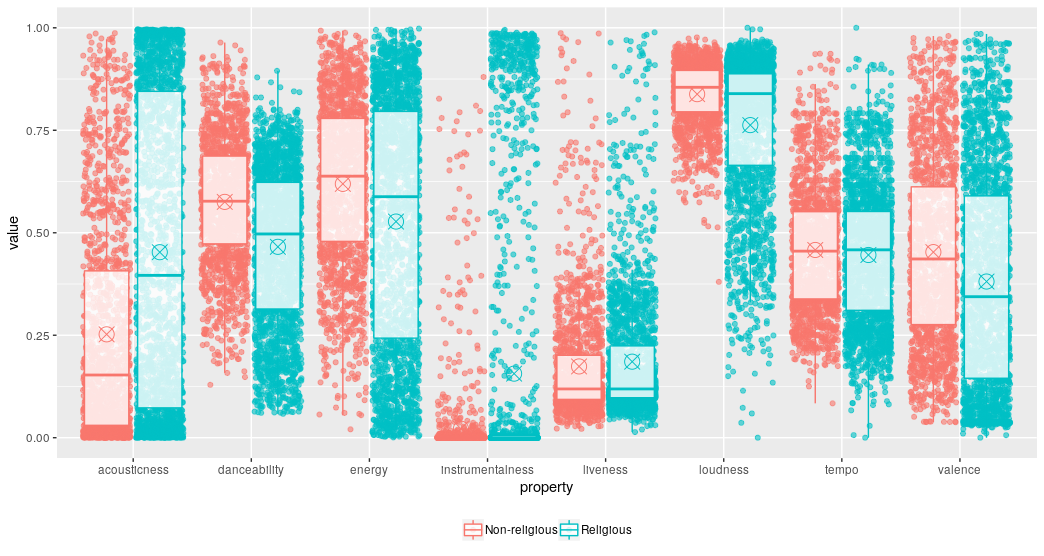 value
1.00
0.75
0.50
0.25
0.00
acousticness danceability energy instrumentalness liveness loudness tempo valence
property
Non-religious Religious